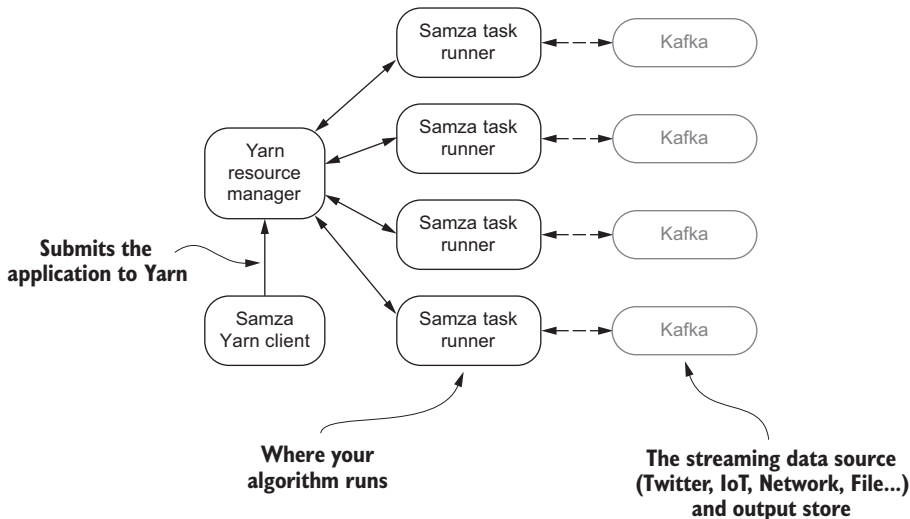 Samza task
runner
Kafka
Samza task
runner
Kafka
Yarn
resource
manager
Samza task
runner
Kafka
Submits the
application to Yarn
Samza
Yarn client
Samza task
runner
Kafka
Where your
algorithm runs
The streaming data source
(Twitter, IoT, Network, File...)
and output store